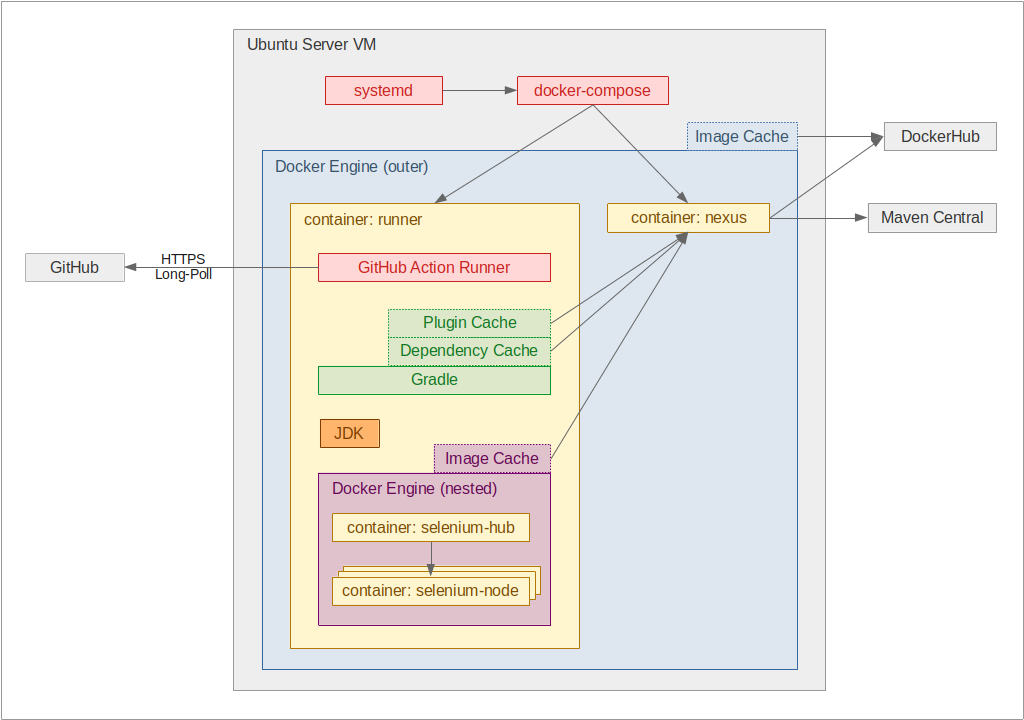 Ubuntu Server VM
systemd
docker-compose
Image Cache
DockerHub
Docker Engine (outer)
container: runner
container: nexus
Maven Central
GitHub
HTTPS
Long-Poll
GitHub Action Runner
Plugin Cache
Dependency Cache
Gradle
JDK
Image Cache
Docker Engine (nested)
container: selenium-hub
container: selenium-node